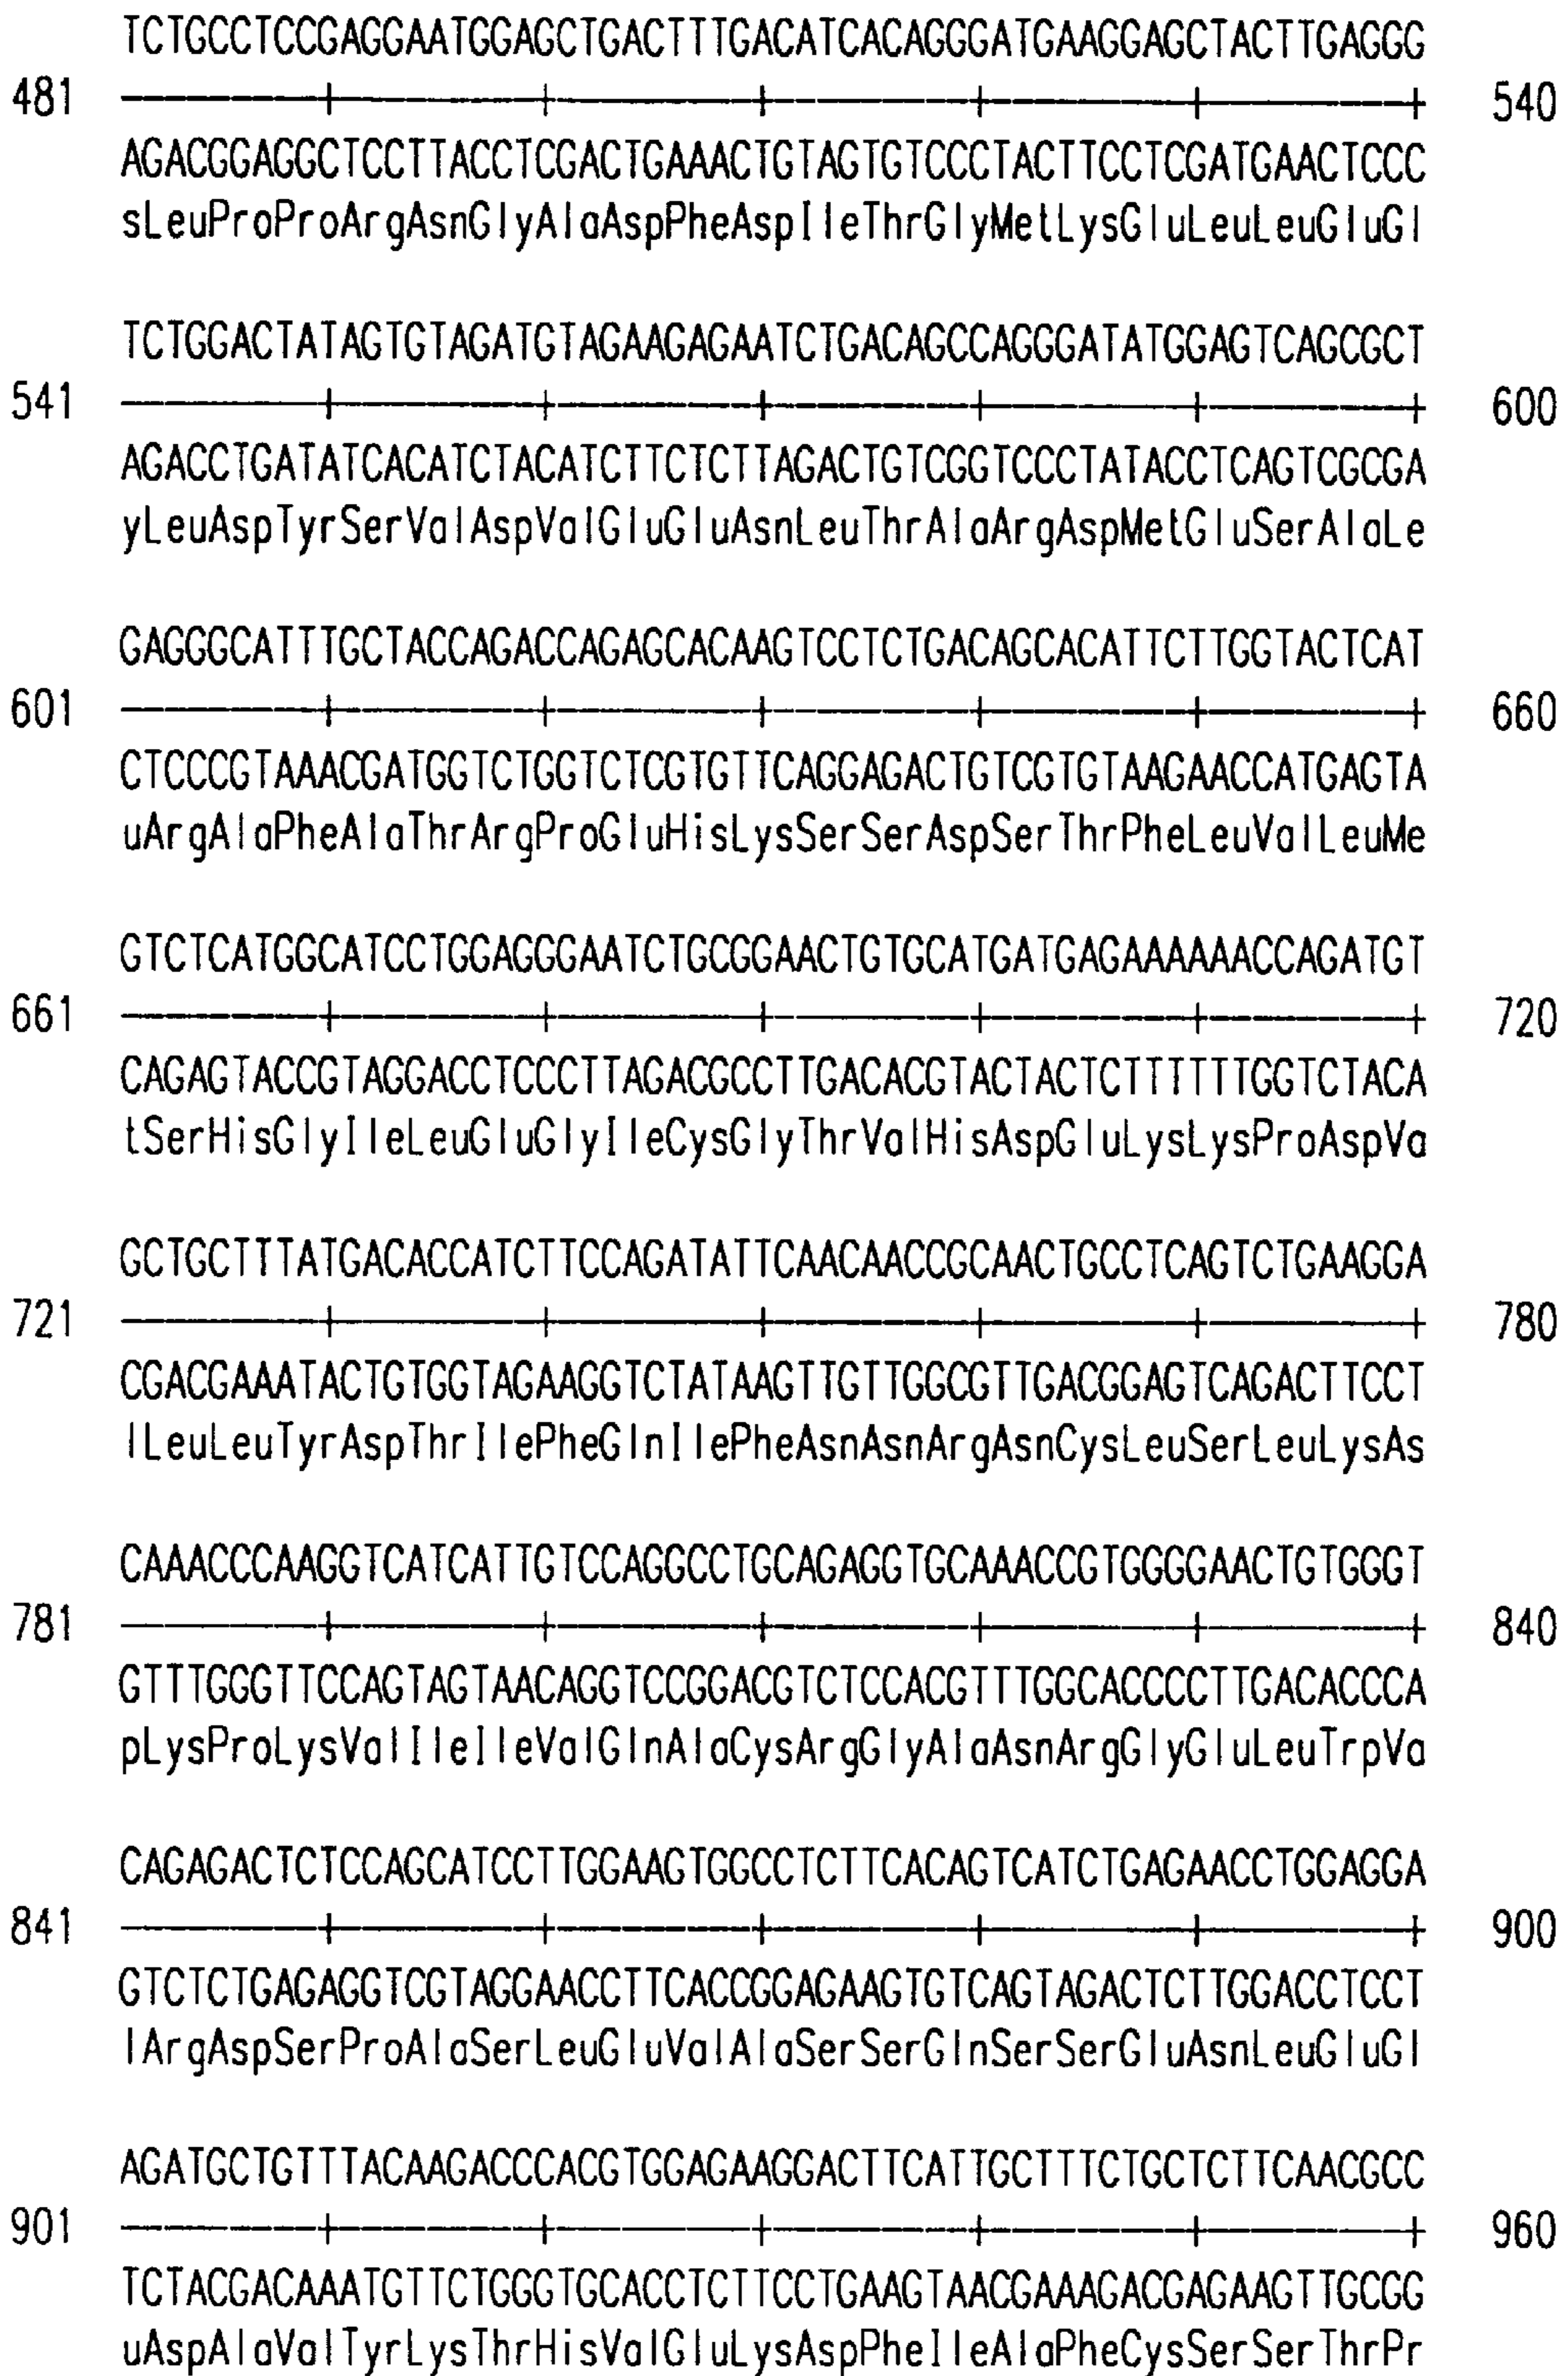 TCTGCCTCCGAGGAATGGAGCTGACTTTGACATCACAGGGATGAAGGAGCTACTTGAGGG
481 540
AGACGGAGGCTCCTTACCTCGACTGAAACTGTAGTGTCCCTACTTCCTCGATGAACTCCC
sLeuProProArgAsnGlyAlaAspPheAspIleThrGlyMetLysGluLeuLeuGluGl
TCTGGACTATAGTGTAGATGTAGAAGAGAATCTGACAGCCAGGGATATGGAGTCAGCGCT
541 600
AGACCTGATATCACATCTACATCTTCTCTTAGACTGTCGGTCCCTATACCTCAGTCGCGA
yLeuAspTyrSerValAspValGluGluAsnLeuThrAlaArgAspMetGluSerAlaLe
GAGGGCATTTGCTACCAGACCAGAGCACAAGTCCTCTGACAGCACATTCTTGGTACTCAT
601 660
CTCCCGTAAACGATGGTCTGGTCTCGTGTTCAGGAGACTGTCGTGTAAGAACCATGAGTA
uArgAlaPheAlaThrArgProGluHisLysSerSerAspSerThrPheLeuValLeuMe
GTCTCATGGCATCCTGGAGGGAATCTGCGGAACTGTGCATGATGAGAAAAAACCAGATGT
661 720
CAGAGTACCGTAGGACCTCCCTTAGACGCCTTGACACGTACTACTCTTTTTTGGTCTACA
tSerHisGlyIleLeuGluGlyIleCysGlyThrValHisAspGluLysLysProAspVa
GCTGCTTTATGACACCATCTTCCAGATATTCAACAACCGCAACTGCCTCAGTCTGAAGGA
721 780
CGACGAAATACTGTGGTAGAAGGTCTATAAGTTGTTGGCGTTGACGGAGTCAGACTTCCT
lLeuLeuTyrAspThrIlePheGlnIlePheAsnAsnArgAsnCysLeuSerLeuLysAs
CAAACCCAAGGTCATCATTGTCCAGGCCTGCAGAGGTGCAAACCGTGGGGAACTGTGGGT
781 840
GTTTGGGTTCCAGTAGTAACAGGTCCGGACGTCTCCACGTTTGGCACCCCTTGACACCCA
pLysProLysValIleIleValGlnAlaCysArgGlyAlaAsnArgGlyGluLeuTrpVa
CAGAGACTCTCCAGCATCCTTGGAAGTGGCCTCTTCACAGTCATCTGAGAACCTGGAGGA
841 900
GTCTCTGAGAGGTCGTAGGAACCTTCACCGGAGAAGTGTCAGTAGACTCTTGGACCTCCT
lArgAspSerProAlaSerLeuGluValAlaSerSerGlnSerSerGluAsnLeuGluGl
AGATGCTGTTTACAAGACCCACGTGGAGAAGGACTTCATTGCTTTCTGCTCTTCAACGCC
901 960
TCTACGACAAATGTTCTGGGTGCACCTCTTCCTGAAGTAACGAAAGACGAGAAGTTGCGG
uAspAlaValTyrLysThrHisValGluLysAspPheIleAlaPheCysSerSerThrPr